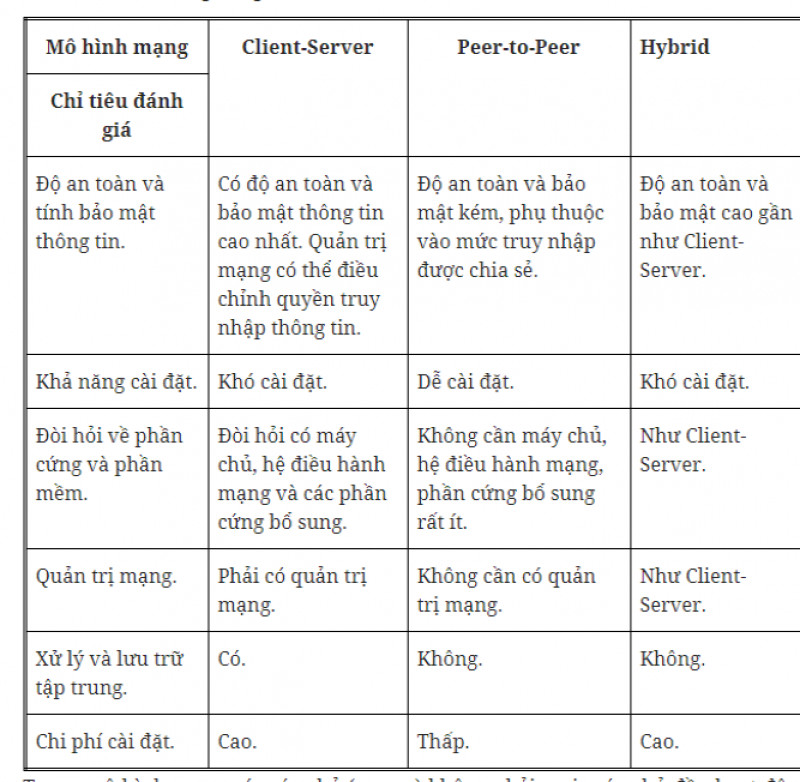 Mô hình mạng
Client-Server
Peer-to-Peer
Hybrid
Chỉ tiêu đánh
giá
Độ an toàn và
tính bảo mật
thông tin.
Có độ an toàn và
bảo mật thông tin
cao nhất. Quản trị
mạng có thể điều
chỉnh quyền truy
nhập thông tin.
Độ an toàn và bảo
mật kém, phụ thuộc
vào mức truy nhập
được chia sẻ.
Độ an toàn và
bảo mật cao gần
như Client-
Server.
Khả năng cài đặt.
Khó cài đặt.
Dễ cài đặt.
Khó cài đặt.
Đòi hỏi về phần
cứng và phần
mềm.
Đòi hỏi có máy
chủ, hệ điều hành
mạng và các phần
cứng bổ sung.
Không cần máy chủ,
hệ điều hành mạng,
phần cứng bổ sung
rất ít.
Như Client-
Server.
Quản trị mạng.
Phải có quản trị
mạng.
Không cần có quản
trị mạng.
Như Client-
Server.
Xử lý và lưu trữ
tập trung.
Có.
Không.
Không.
Chi phí cài đặt.
Cao.
Thấp.
Cao.